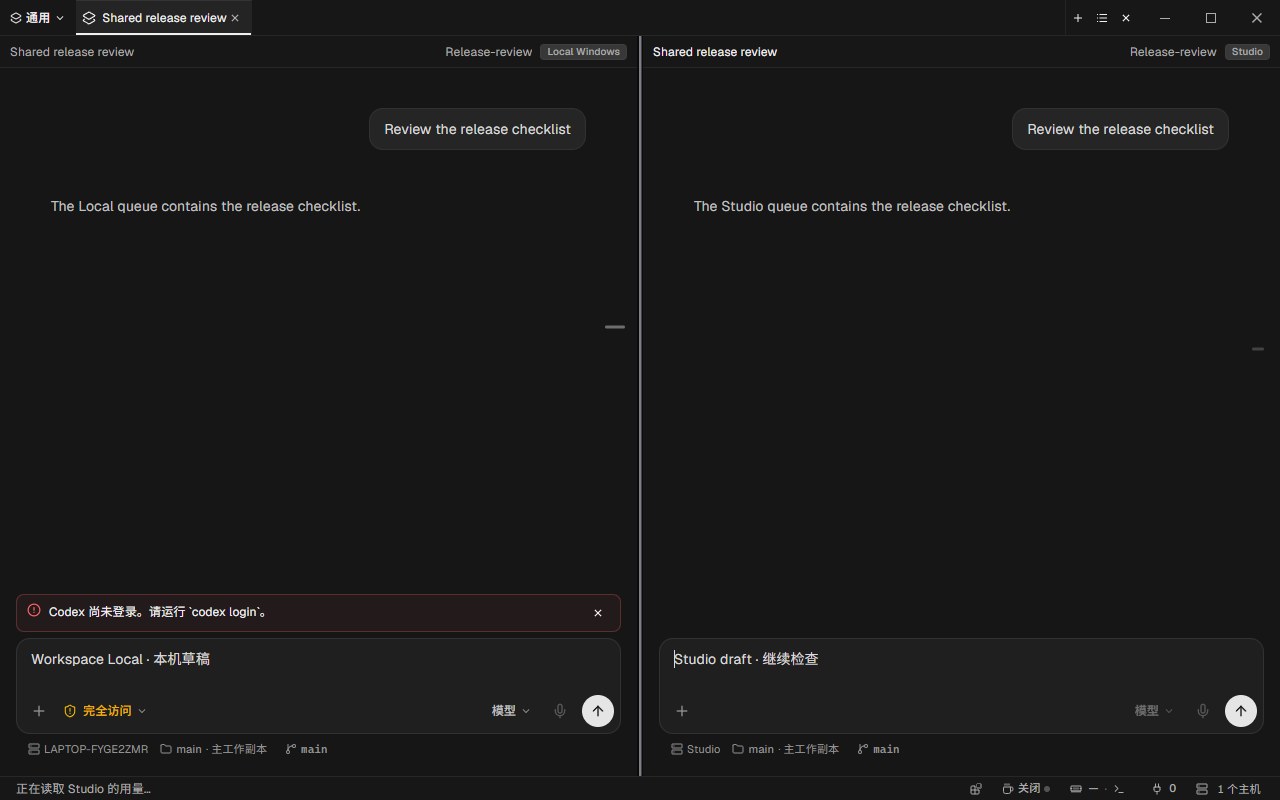 通用
Shared release review
Shared release review
Release-review
Local Windows
Review the release checklist
The Local queue contains the release checklist.
Codex 尚未登录。请运行 `codex login`。
Workspace Local · 本机草稿
完全访问
模型
LAPTOP-FYGE2ZMR
main · 主工作副本
main
Shared release review
Release-review
Studio
Review the release checklist
The Studio queue contains the release checklist.
Studio draft · 继续检查
模型
Studio
main · 主工作副本
main
正在读取 Studio 的用量…
关闭
— ·
0
1 个主机